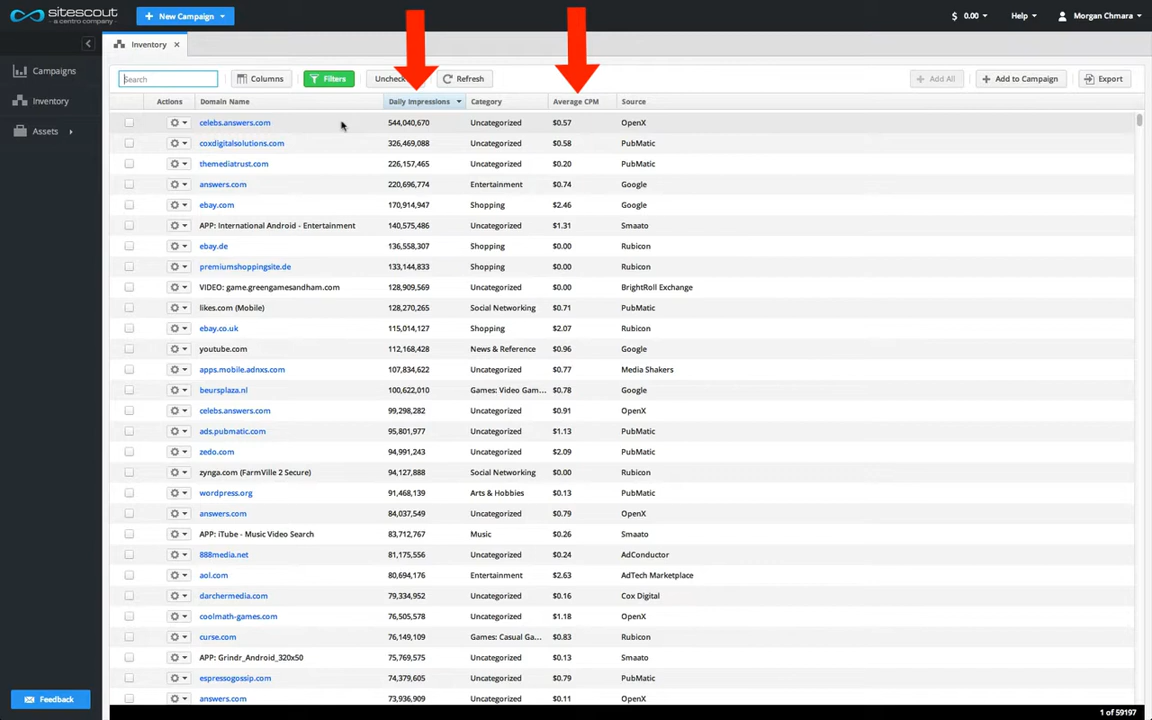 sitescout
a centro company
+ New Campaign
$ 0.00
Help
Morgan Chmara
Inventory ×
Campaigns
Inventory
Assets
Search
Columns
Filters
Uncheck
Refresh
+ Add All
+ Add to Campaign
Export
Actions Domain Name Daily Impressions Category Average CPM Source
celebs.answers.com 544,040,670 Uncategorized $0.57 OpenX
coxdigitalsolutions.com 326,469,088 Uncategorized $0.58 PubMatic
themediatrust.com 226,157,465 Uncategorized $0.20 PubMatic
answers.com 220,696,774 Entertainment $0.74 Google
ebay.com 170,914,947 Shopping $2.46 Google
APP: International Android - Entertainment 140,575,486 Uncategorized $1.31 Smaato
ebay.de 136,558,307 Shopping $0.00 Rubicon
premiumshoppingsite.de 133,144,833 Shopping $0.00 Rubicon
VIDEO: game.greengamesandham.com 128,909,569 Uncategorized $0.00 BrightRoll Exchange
likes.com (Mobile) 128,270,265 Social Networking $0.71 PubMatic
ebay.co.uk 115,014,127 Shopping $2.07 Rubicon
youtube.com 112,168,428 News & Reference $0.96 Google
apps.mobile.adnxs.com 107,834,622 Uncategorized $0.77 Media Shakers
beursplaza.nl 100,622,010 Games: Video Gam... $0.78 Google
celebs.answers.com 99,298,282 Uncategorized $0.91 OpenX
ads.pubmatic.com 95,801,977 Uncategorized $1.13 PubMatic
zedo.com 94,991,243 Uncategorized $2.09 PubMatic
zynga.com (FarmVille 2 Secure) 94,127,888 Social Networking $0.00 Rubicon
wordpress.org 91,468,139 Arts & Hobbies $0.13 PubMatic
answers.com 84,037,549 Uncategorized $0.79 OpenX
APP: iTube - Music Video Search 83,712,767 Music $0.26 Smaato
888media.net 81,175,556 Uncategorized $0.24 AdConductor
aol.com 80,694,176 Entertainment $2.63 AdTech Marketplace
darchermedia.com 79,334,952 Uncategorized $0.16 Cox Digital
coolmath-games.com 76,505,578 Uncategorized $1.18 OpenX
curse.com 76,149,109 Games: Casual Ga... $0.83 Rubicon
APP: Grindr_Android_320x50 75,769,575 Uncategorized $0.13 Smaato
espressogossip.com 74,379,605 Uncategorized $0.79 PubMatic
answers.com 73,936,909 Uncategorized $0.11 OpenX
Feedback
1 of 59197